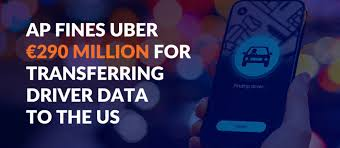 AP FINES UBER
€290 MILLION FOR
TRANSFERRING
DRIVER DATA
TO THE US